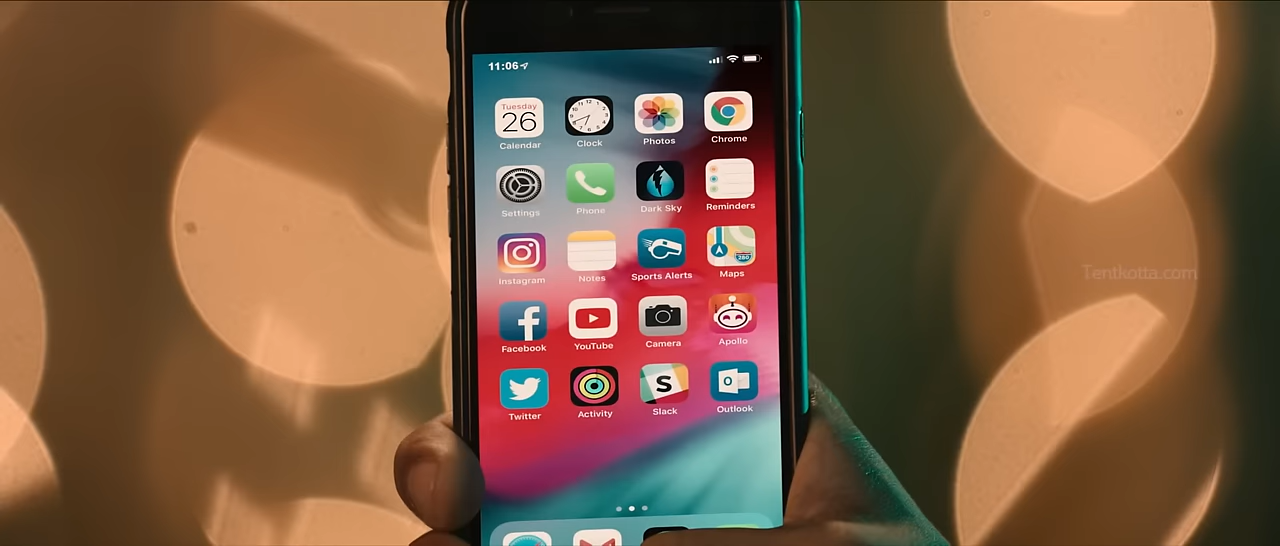 11:06
Tuesday
26
Calendar Clock Photos Chrome
Settings Phone Dark Sky Reminders
280
Instagram Notes Sports Alerts Maps
Facebook YouTube Camera Apollo
S
Twitter Activity Slack Outlook
Tentkotta.com